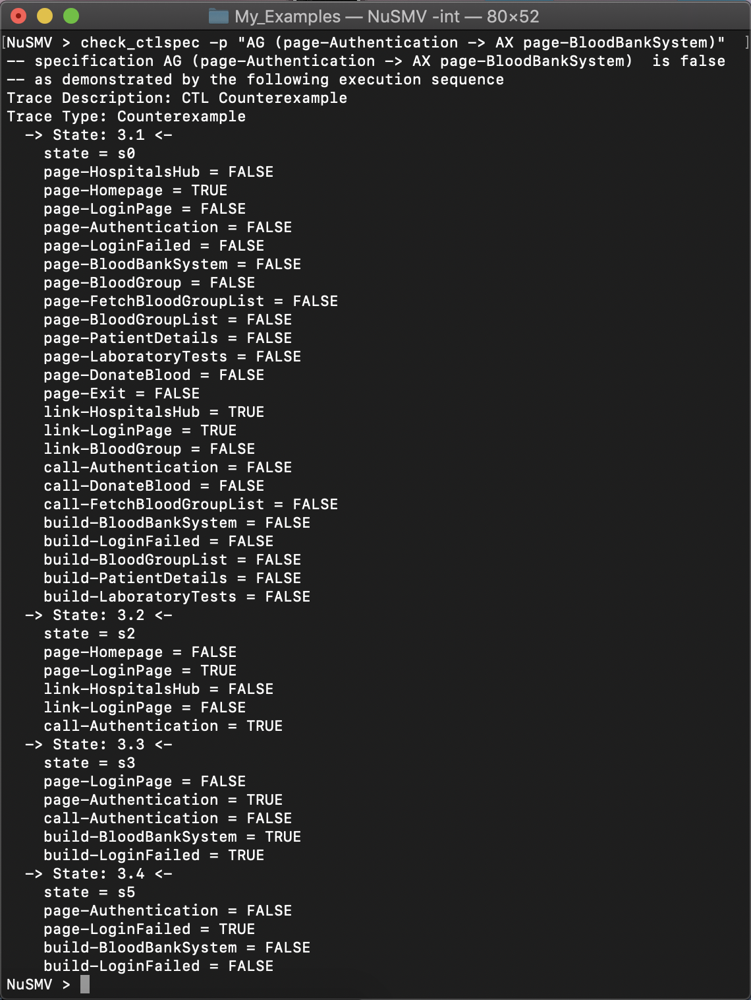 My_Examples — NuSMV -int — 80×52
[NuSMV > check_ctlspec -p "AG (page-Authentication -> AX page-BloodBankSystem)" ]
-- specification AG (page-Authentication -> AX page-BloodBankSystem)  is false
-- as demonstrated by the following execution sequence
Trace Description: CTL Counterexample
Trace Type: Counterexample
  -> State: 3.1 <-
    state = s0
    page-HospitalsHub = FALSE
    page-Homepage = TRUE
    page-LoginPage = FALSE
    page-Authentication = FALSE
    page-LoginFailed = FALSE
    page-BloodBankSystem = FALSE
    page-BloodGroup = FALSE
    page-FetchBloodGroupList = FALSE
    page-BloodGroupList = FALSE
    page-PatientDetails = FALSE
    page-LaboratoryTests = FALSE
    page-DonateBlood = FALSE
    page-Exit = FALSE
    link-HospitalsHub = TRUE
    link-LoginPage = TRUE
    link-BloodGroup = FALSE
    call-Authentication = FALSE
    call-DonateBlood = FALSE
    call-FetchBloodGroupList = FALSE
    build-BloodBankSystem = FALSE
    build-LoginFailed = FALSE
    build-BloodGroupList = FALSE
    build-PatientDetails = FALSE
    build-LaboratoryTests = FALSE
  -> State: 3.2 <-
    state = s2
    page-Homepage = FALSE
    page-LoginPage = TRUE
    link-HospitalsHub = FALSE
    link-LoginPage = FALSE
    call-Authentication = TRUE
  -> State: 3.3 <-
    state = s3
    page-LoginPage = FALSE
    page-Authentication = TRUE
    call-Authentication = FALSE
    build-BloodBankSystem = TRUE
    build-LoginFailed = TRUE
  -> State: 3.4 <-
    state = s5
    page-Authentication = FALSE
    page-LoginFailed = TRUE
    build-BloodBankSystem = FALSE
    build-LoginFailed = FALSE
NuSMV >